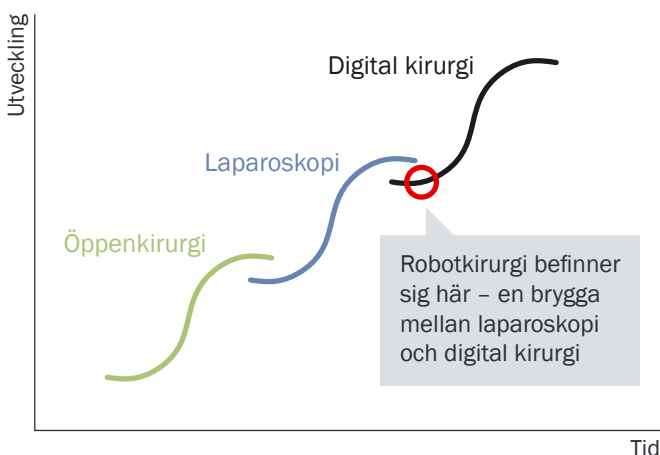 Utveckling
Digital kirurgi
Laparoskopi
Öppenkirurgi
Robotkirurgi befinner
sig här – en brygga
mellan laparoskopi
och digital kirurgi
Tid